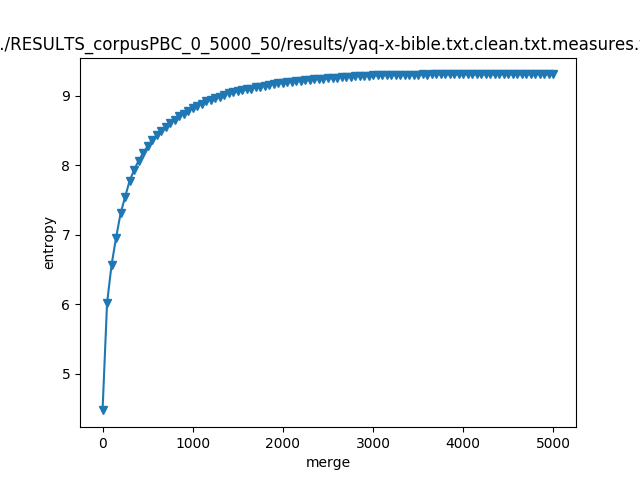 ./RESULTS_corpusPBC_0_5000_50/results/yaq-x-bible.txt.clean.txt.measures.
entropy
9
8
7
6
5
0 1000 2000 3000 4000 5000
merge